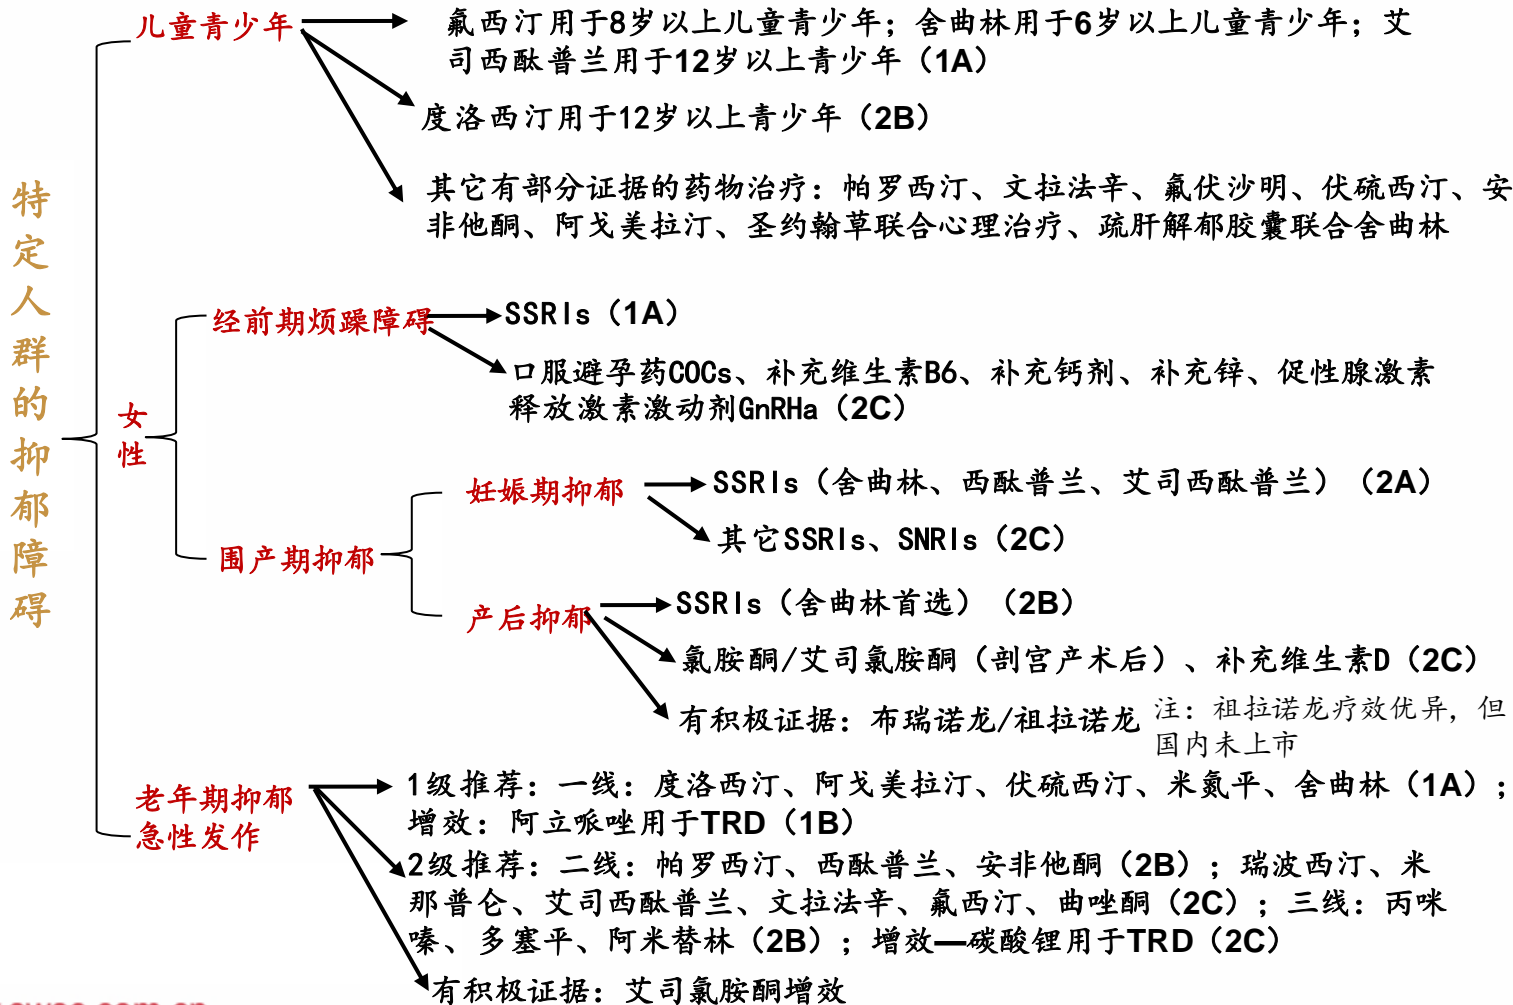 儿童青少年
氟西汀用于8岁以上儿童青少年；舍曲林用于6岁以上儿童青少年；艾
司西酞普兰用于12岁以上青少年（1A）
度洛西汀用于12岁以上青少年（2B）
其它有部分证据的药物治疗：帕罗西汀、文拉法辛、氟伏沙明、伏硫西汀、安
非他酮、阿戈美拉汀、圣约翰草联合心理治疗、疏肝解郁胶囊联合舍曲林
特定人群的抑郁障碍
女性
经前期烦躁障碍
SSRIs（1A）
口服避孕药COCs、补充维生素B6、补充钙剂、补充锌、促性腺激素
释放激素激动剂GnRHa（2C）
围产期抑郁
妊娠期抑郁
SSRIs（舍曲林、西酞普兰、艾司西酞普兰）（2A）
其它SSRIs、SNRIs（2C）
产后抑郁
SSRIs（舍曲林首选）（2B）
氯胺酮/艾司氯胺酮（剖宫产术后）、补充维生素D（2C）
有积极证据：布瑞诺龙/祖拉诺龙
注：祖拉诺龙疗效优异，但
国内未上市
老年期抑郁
急性发作
1级推荐：一线：度洛西汀、阿戈美拉汀、伏硫西汀、米氮平、舍曲林（1A）；
增效：阿立哌唑用于TRD（1B）
2级推荐：二线：帕罗西汀、西酞普兰、安非他酮（2B）；瑞波西汀、米
那普仑、艾司西酞普兰、文拉法辛、氟西汀、曲唑酮（2C）；三线：丙咪
嗪、多塞平、阿米替林（2B）；增效—碳酸锂用于TRD（2C）
有积极证据：艾司氯胺酮增效